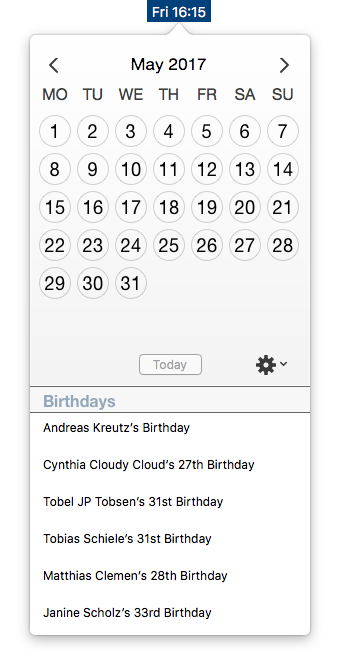 Fri 16:15
May 2017
MO TU WE TH FR SA SU
1 2 3 4 5 6 7
8 9 10 11 12 13 14
15 16 17 18 19 20 21
22 23 24 25 26 27 28
29 30 31
Today
Birthdays
Andreas Kreutz’s Birthday
Cynthia Cloudy Cloud’s 27th Birthday
Tobel JP Tobsen’s 31st Birthday
Tobias Schiele’s 31st Birthday
Matthias Clemen’s 28th Birthday
Janine Scholz’s 33rd Birthday